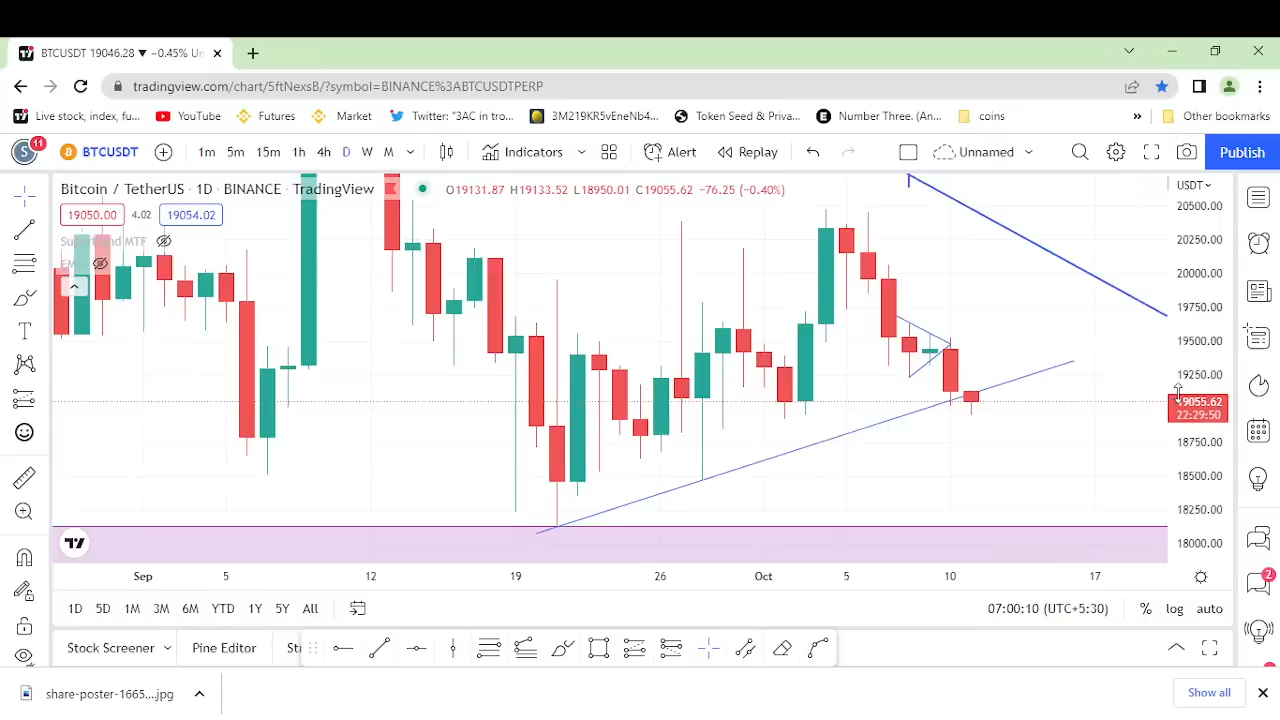 BTCUSDT 19046.28 ▼ −0.45% Un
tradingview.com/chart/5ftNexsB/?symbol=BINANCE%3ABTCUSDTPERP
Live stock, index, fu... YouTube Futures Market Twitter: "3AC in tro... 3M219KR5vEneNb4... Token Seed & Priva... Number Three. (An... coins » Other bookmarks
S 11 BTCUSDT 1m 5m 15m 1h 4h D W M Indicators Alert Replay Unnamed Publish
Bitcoin / TetherUS · 1D · BINANCE · TradingView O19131.87 H19133.52 L18950.01 C19055.62 −76.25 (−0.40%) USDT
19050.00 4.02 19054.02
MTF
20500.00
20250.00
20000.00
19750.00
19500.00
19250.00
19055.62
22:29:50
18750.00
18500.00
18250.00
18000.00
Sep 5 12 19 26 Oct 5 10 17
2
1D 5D 1M 3M 6M YTD 1Y 5Y All 07:00:10 (UTC+5:30) % log auto
Stock Screener Pine Editor
share-poster-1665....jpg Show all